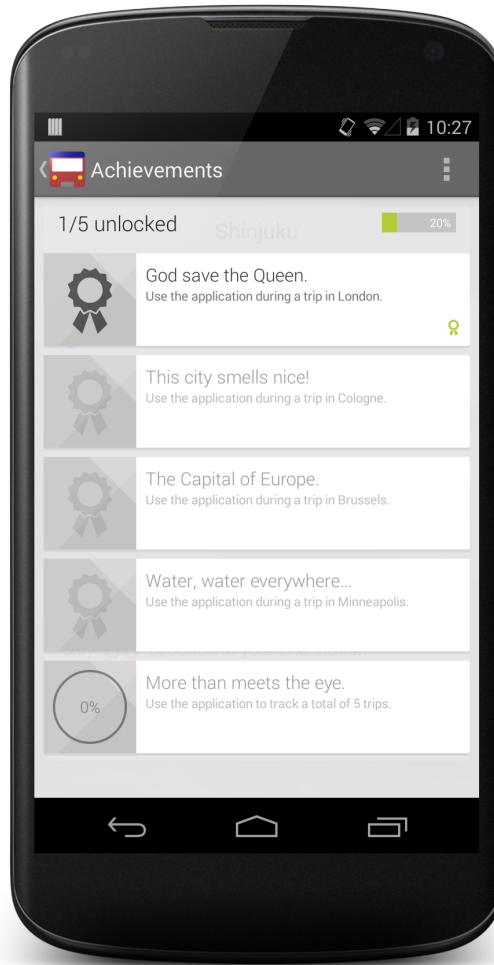 10:27
Achievements
1/5 unlocked
Shinjuku
20%
God save the Queen.
Use the application during a trip in London.
This city smells nice!
Use the application during a trip in Cologne.
The Capital of Europe.
Use the application during a trip in Brussels.
Water, water everywhere...
Use the application during a trip in Minneapolis.
More than meets the eye.
0%
Use the application to track a total of 5 trips.